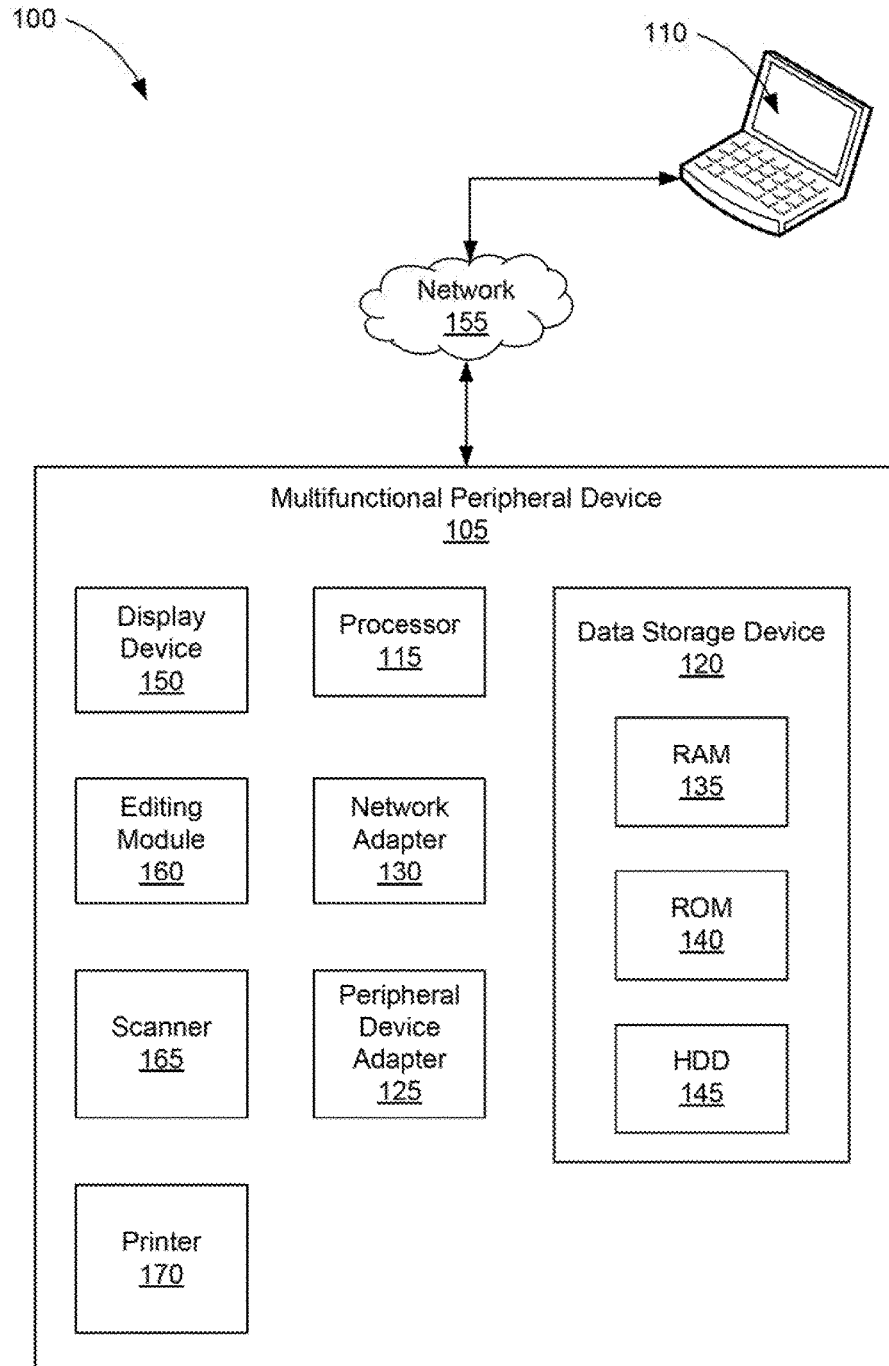 100
110
Network
155
Multifunctional Peripheral Device
105
Display
Device
150
Processor
115
Data Storage Device
120
RAM
135
Editing
Module
160
Network
Adapter
130
ROM
140
Scanner
165
Peripheral
Device
Adapter
125
HDD
145
Printer
170